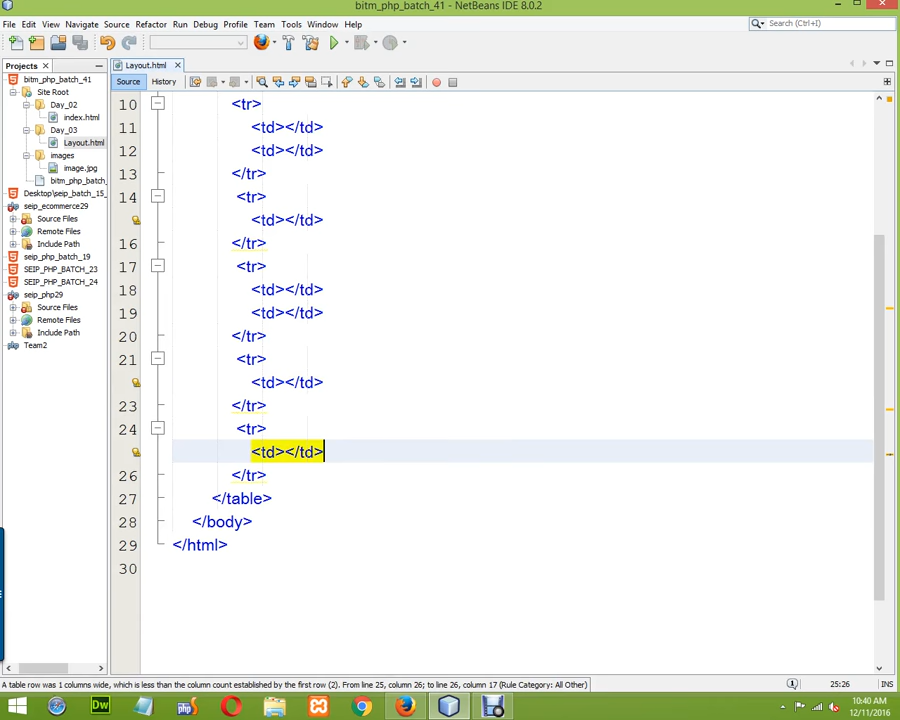 bitm_php_batch_41 - NetBeans IDE 8.0.2
File Edit View Navigate Source Refactor Run Debug Profile Team Tools Window Help
Search (Ctrl+I)
Projects
Layout.html
Source History
bitm_php_batch_41
Site Root
Day_02
index.html
Day_03
Layout.html
images
image.jpg
bitm_php_batch_
Desktop\seip_batch_15_
seip_ecommerce29
Source Files
Remote Files
Include Path
seip_php_batch_19
SEIP_PHP_BATCH_23
SEIP_PHP_BATCH_24
seip_php29
Source Files
Remote Files
Include Path
Team2
10 <tr>
11 <td></td>
12 <td></td>
13 </tr>
14 <tr>
<td></td>
16 </tr>
17 <tr>
18 <td></td>
19 <td></td>
20 </tr>
21 <tr>
<td></td>
23 </tr>
24 <tr>
<td></td>
26 </tr>
27 </table>
28 </body>
29 </html>
30
A table row was 1 columns wide, which is less than the column count established by the first row (2). From line 25, column 26; to line 26, column 17 (Rule Category: All Other)
25:26 INS
Dw
php
10:40 AM
12/11/2016